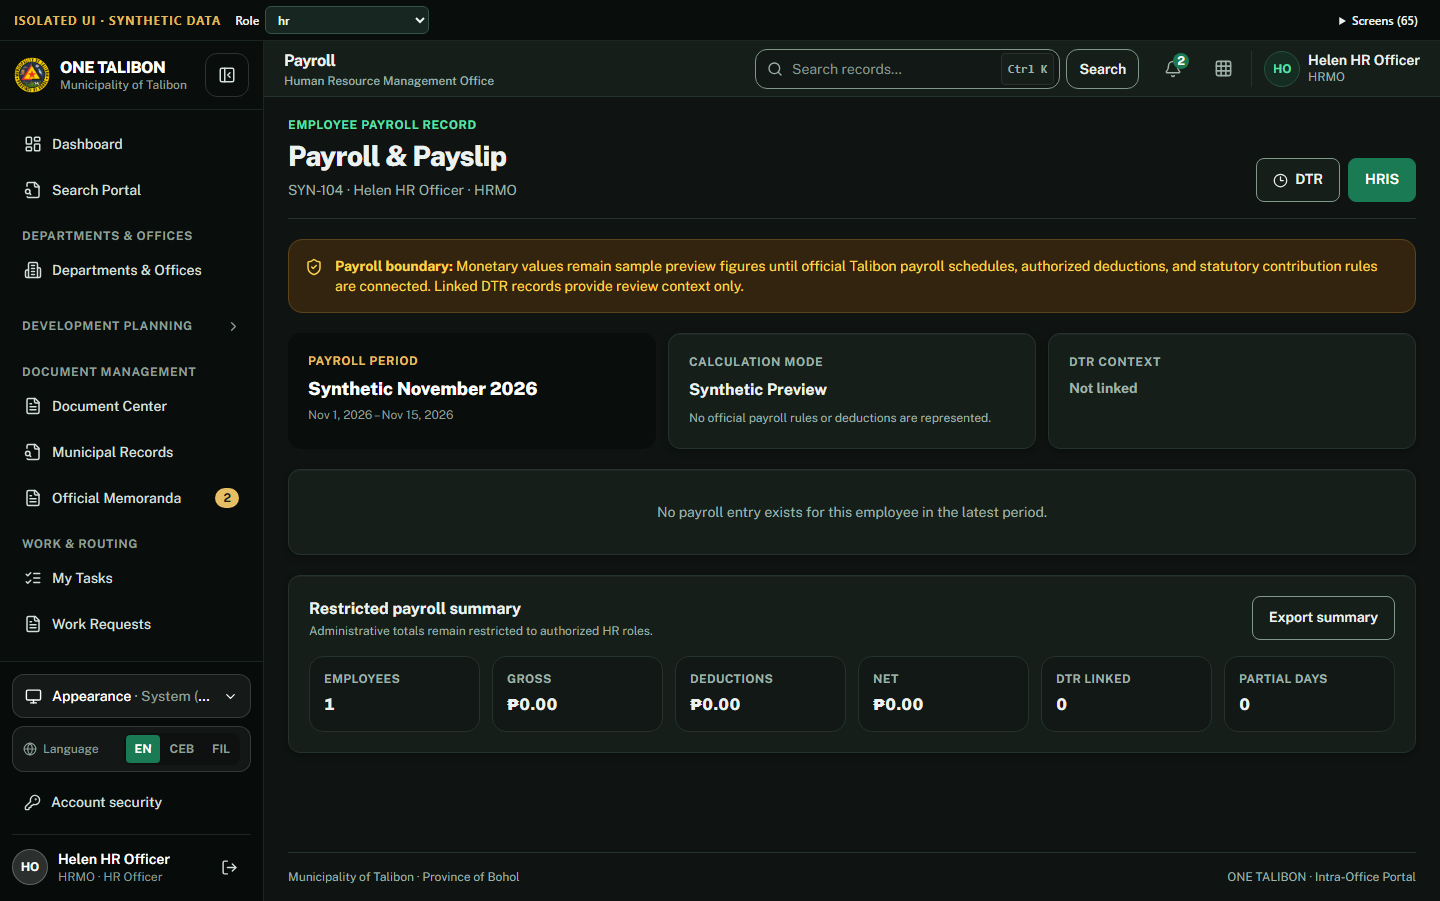 ISOLATED UI · SYNTHETIC DATA
Role
hr
Screens (65)
ONE TALIBON
Municipality of Talibon
Payroll
Human Resource Management Office
Search records...
Ctrl K
Search
2
HO
Helen HR Officer
HRMO
Dashboard
Search Portal
DEPARTMENTS & OFFICES
Departments & Offices
DEVELOPMENT PLANNING
DOCUMENT MANAGEMENT
Document Center
Municipal Records
Official Memoranda
2
WORK & ROUTING
My Tasks
Work Requests
Appearance · System (...
Language
EN
CEB
FIL
Account security
HO
Helen HR Officer
HRMO · HR Officer
EMPLOYEE PAYROLL RECORD
Payroll & Payslip
SYN-104 · Helen HR Officer · HRMO
DTR
HRIS
Payroll boundary: Monetary values remain sample preview figures until official Talibon payroll schedules, authorized deductions, and statutory contribution rules
are connected. Linked DTR records provide review context only.
PAYROLL PERIOD
Synthetic November 2026
Nov 1, 2026 – Nov 15, 2026
CALCULATION MODE
Synthetic Preview
No official payroll rules or deductions are represented.
DTR CONTEXT
Not linked
No payroll entry exists for this employee in the latest period.
Restricted payroll summary
Administrative totals remain restricted to authorized HR roles.
Export summary
EMPLOYEES
1
GROSS
₱0.00
DEDUCTIONS
₱0.00
NET
₱0.00
DTR LINKED
0
PARTIAL DAYS
0
Municipality of Talibon · Province of Bohol
ONE TALIBON · Intra-Office Portal